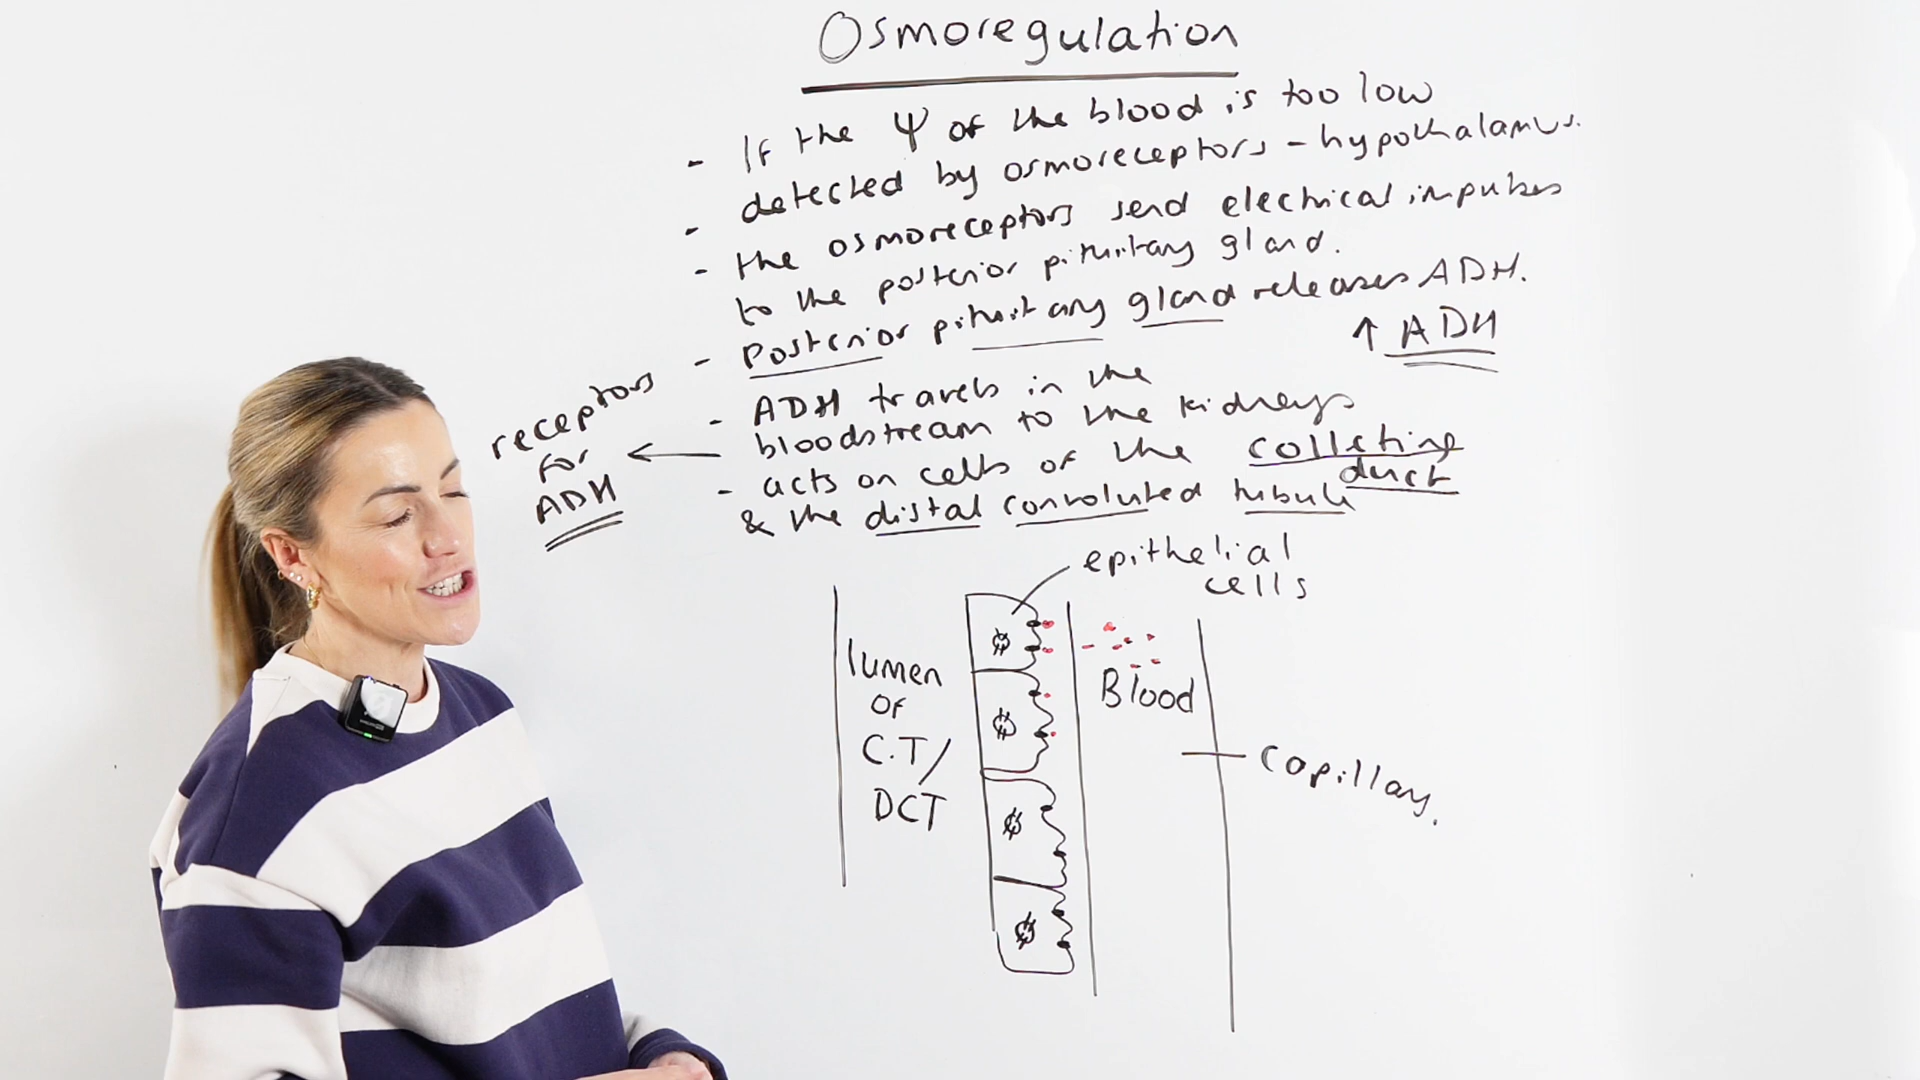 Osmoregulation
- If the Ψ of the blood is too low
- detected by osmoreceptors - hypothalamus.
- the osmoreceptors send electrical impulses
to the posterior pituitary gland.
- Posterior pituitary gland releases ADH.
↑ ADH
- ADH travels in the
bloodstream to the kidneys
- acts on cells of the collecting
duct
& the distal convoluted tubule
receptors
for
ADH
epithelial
cells
lumen
of
C.T/
DCT
Blood
capillary.